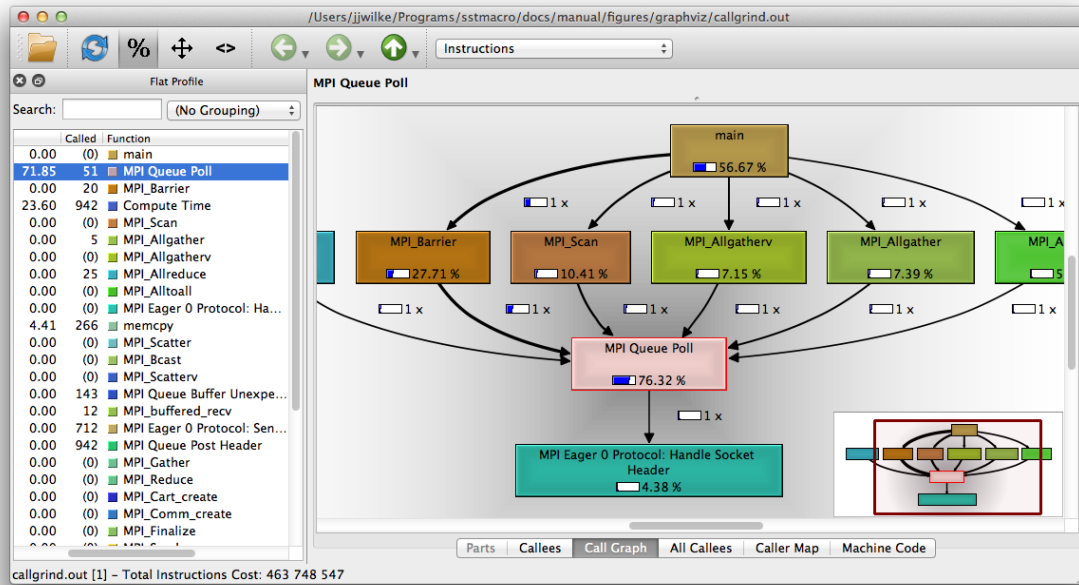 /Users/jjwilke/Programs/sstmacro/docs/manual/figures/graphviz/callgrind.out
% <> Instructions
Flat Profile
Search: (No Grouping)
Called Function
0.00 (0) main
71.85 51 MPI Queue Poll
0.00 20 MPI_Barrier
23.60 942 Compute Time
0.00 (0) MPI_Scan
0.00 5 MPI_Allgather
0.00 (0) MPI_Allgatherv
0.00 25 MPI_Allreduce
0.00 (0) MPI_Alltoall
0.00 (0) MPI Eager 0 Protocol: Ha...
4.41 266 memcpy
0.00 (0) MPI_Scatter
0.00 (0) MPI_Bcast
0.00 (0) MPI_Scatterv
0.00 143 MPI Queue Buffer Unexpe...
0.00 12 MPI_buffered_recv
0.00 712 MPI Eager 0 Protocol: Sen...
0.00 942 MPI Queue Post Header
0.00 (0) MPI_Gather
0.00 (0) MPI_Reduce
0.00 (0) MPI_Cart_create
0.00 (0) MPI_Comm_create
0.00 (0) MPI_Finalize
MPI Queue Poll
main
56.67 %
1 x 1 x 1 x 1 x 1 x
MPI_Barrier MPI_Scan MPI_Allgatherv MPI_Allgather MPI_A
27.71 % 10.41 % 7.15 % 7.39 % 5
1 x 1 x 1 x 1 x 1 x 1 x
MPI Queue Poll
76.32 %
1 x
MPI Eager 0 Protocol: Handle Socket
Header
4.38 %
Parts Callees Call Graph All Callees Caller Map Machine Code
callgrind.out [1] - Total Instructions Cost: 463 748 547